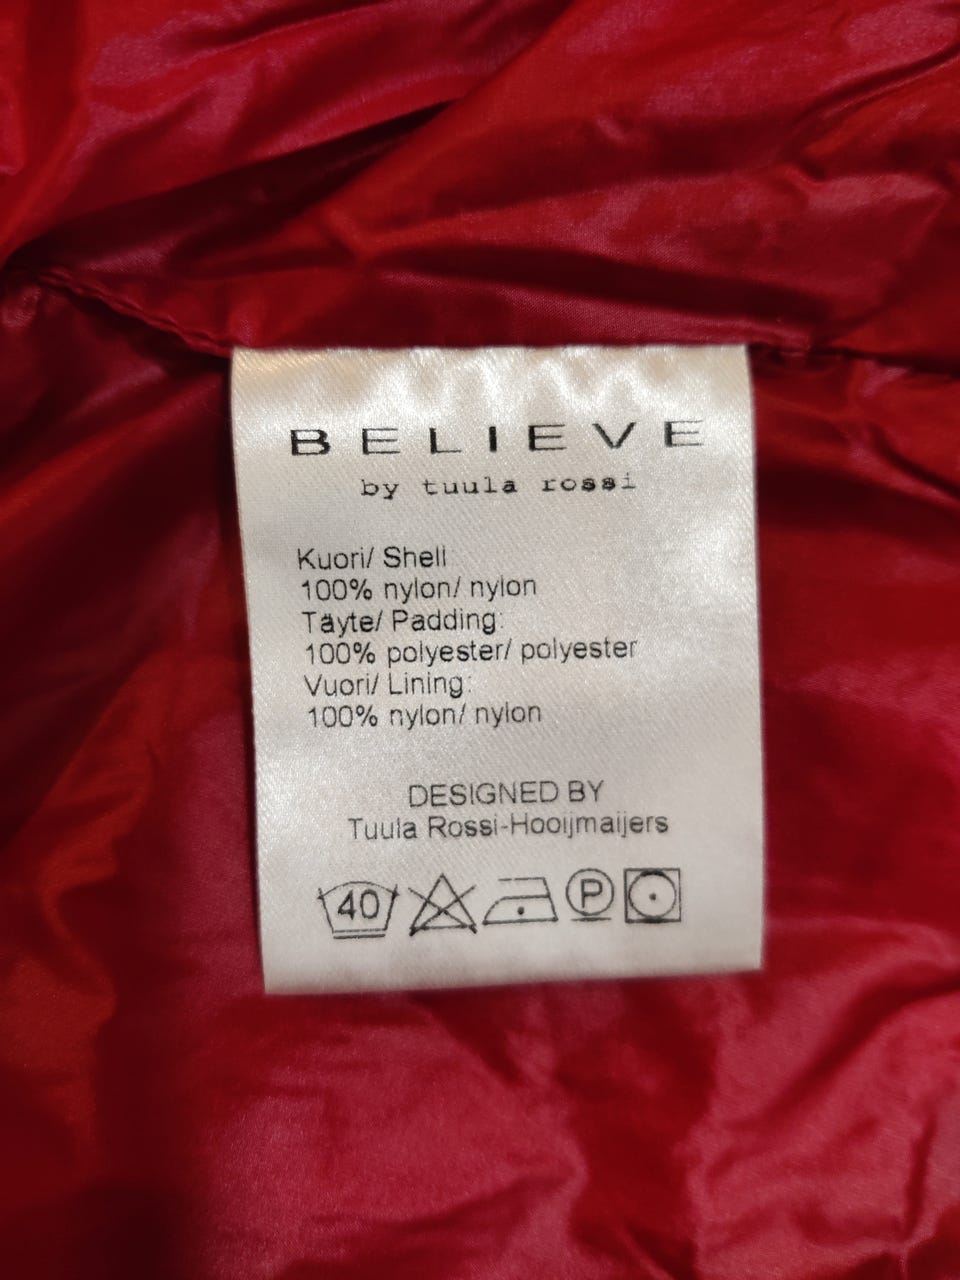 BELIEVE
by tuula rossi
Kuori/ Shell
100% nylon/ nylon
Täyte/ Padding:
100% polyester/ polyester
Vuori/ Lining:
100% nylon/ nylon
DESIGNED BY
Tuula Rossi-Hooijmaijers
40 P